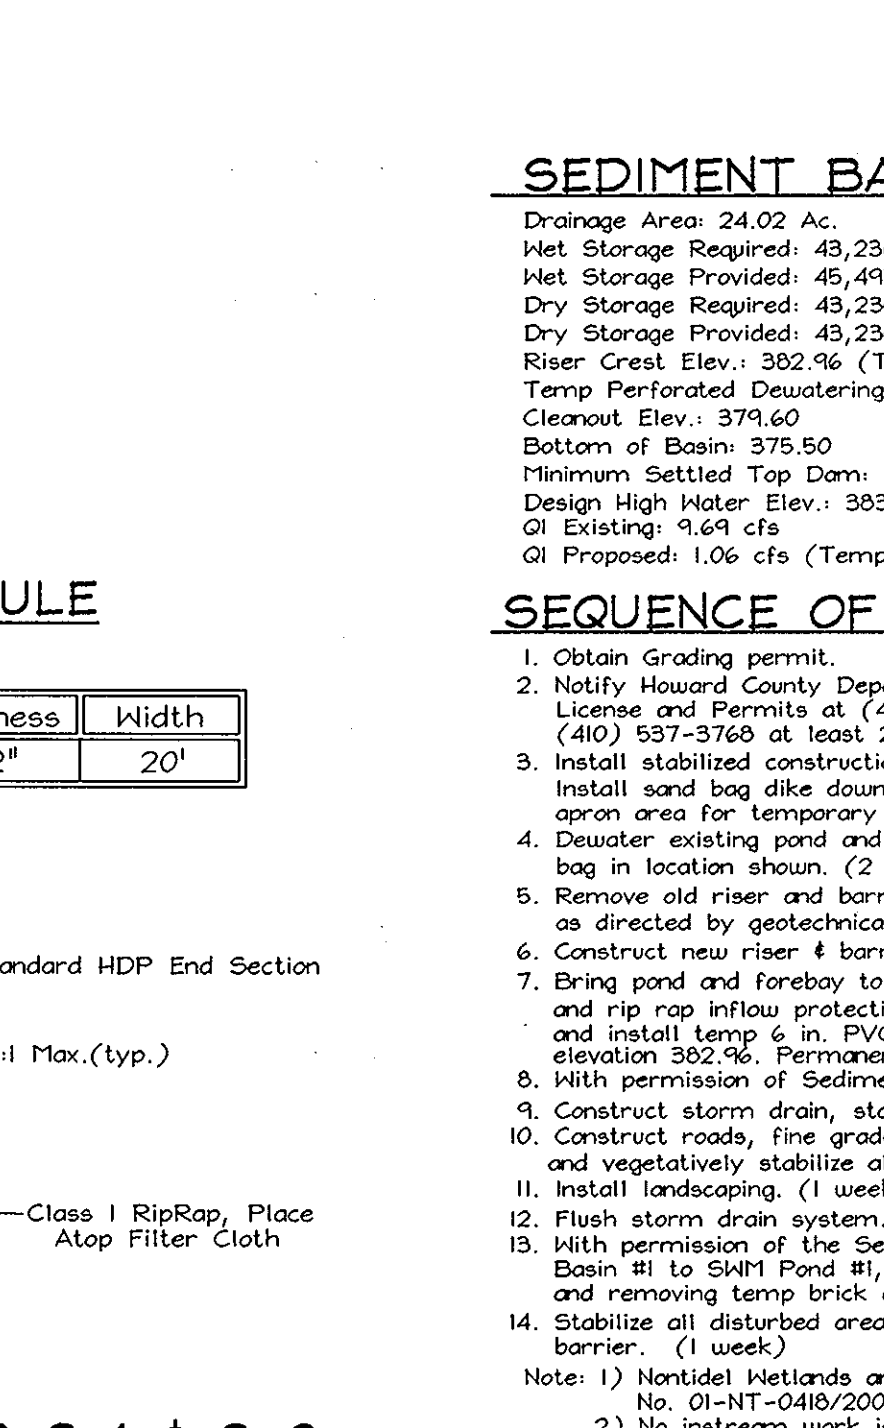 SEDIMENT BA
Drainage Area: 24.02 Ac.
Wet Storage Required: 43,23
Wet Storage Provided: 45,49
Dry Storage Required: 43,23
Dry Storage Provided: 43,23
Riser Crest Elev.: 382.96 (T
Temp Perforated Dewatering
Cleanout Elev.: 379.60
Bottom of Basin: 375.50
Minimum Settled Top Dam:
Design High Water Elev.: 383
Q1 Existing: 9.69 cfs
Q1 Proposed: 1.06 cfs (Temp
ULE
ness Width
2" 20'
andard HDP End Section
:1 Max.(typ.)
Class I RipRap, Place
Atop Filter Cloth
SEQUENCE OF
1. Obtain Grading permit.
2. Notify Howard County Dep
License and Permits at (4
(410) 537-3768 at least 2
3. Install stabilized constructi
Install sand bag dike down
apron area for temporary
4. Dewater existing pond and
bag in location shown. (2
5. Remove old riser and barr
as directed by geotechnica
6. Construct new riser & barr
7. Bring pond and forebay to
and rip rap inflow protecti
and install temp 6 in. PVC
elevation 382.96. Permane
8. With permission of Sedime
9. Construct storm drain, sta
10. Construct roads, fine grad
and vegetatively stabilize a
11. Install landscaping. (1 week
12. Flush storm drain system.
13. With permission of the Se
Basin #1 to SWM Pond #1,
and removing temp brick
14. Stabilize all disturbed area
barrier. (1 week)
Note: 1) Nontidel Wetlands a
No. 01-NT-0418/200
2) No instream work i